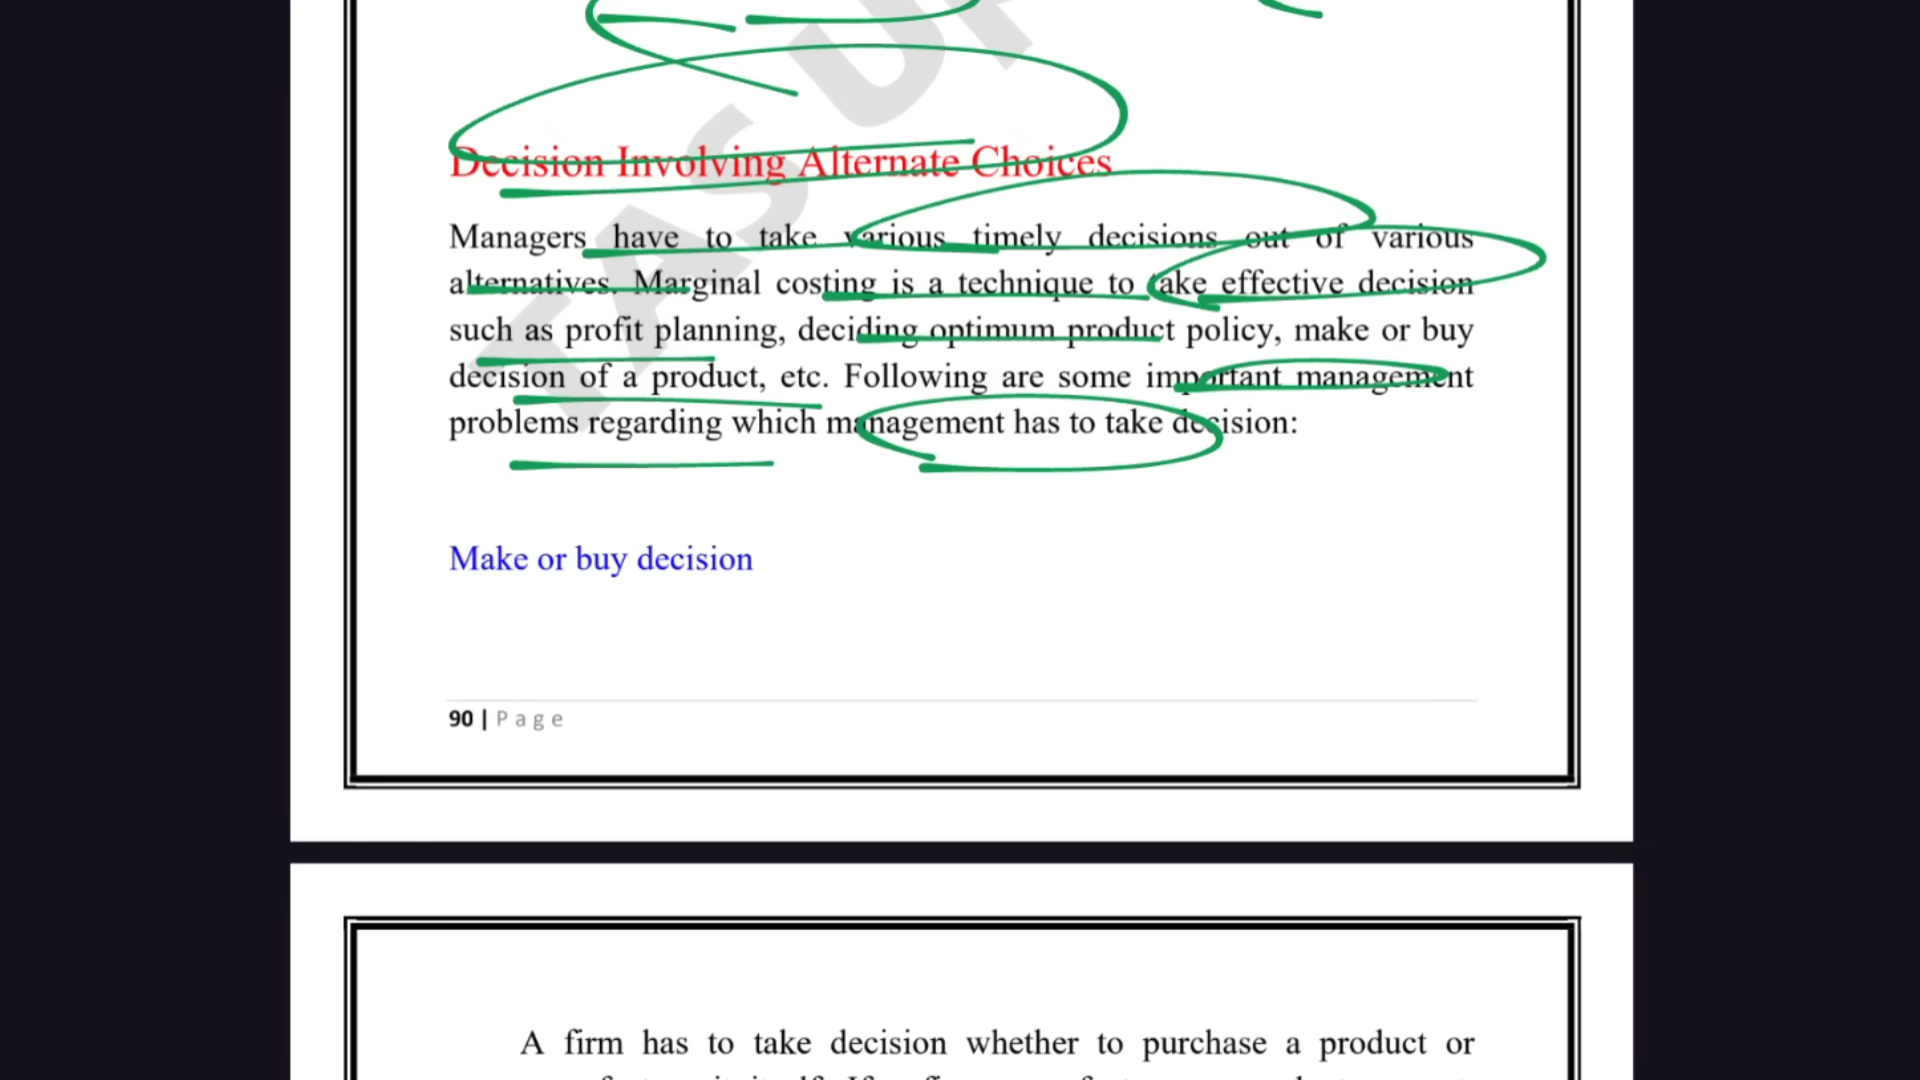 Decision Involving Alternate Choices
Managers have to take various timely decisions out of various
alternatives. Marginal costing is a technique to take effective decision
such as profit planning, deciding optimum product policy, make or buy
decision of a product, etc. Following are some important management
problems regarding which management has to take decision:
Make or buy decision
90 | Page
A firm has to take decision whether to purchase a product or